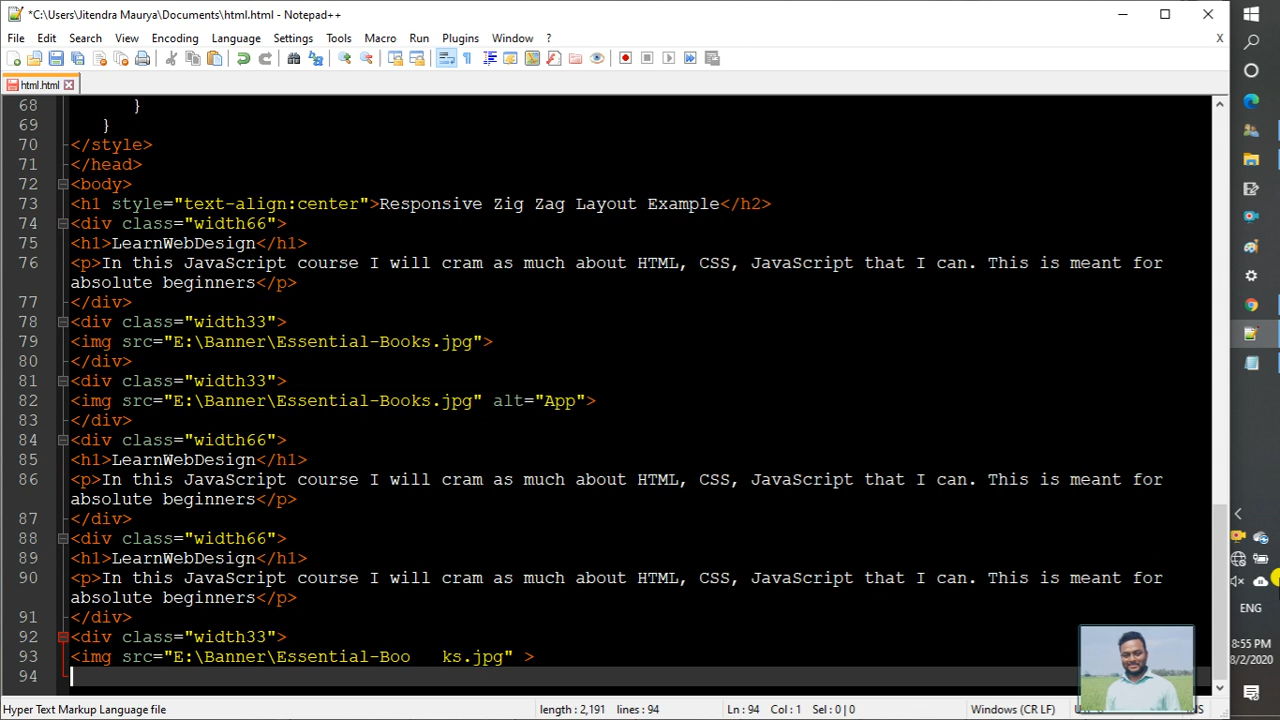 *C:\Users\Jitendra Maurya\Documents\html.html - Notepad++
File Edit Search View Encoding Language Settings Tools Macro Run Plugins Window ? X
html.html
68 }
69 }
70 </style>
71 </head>
72 <body>
73 <h1 style="text-align:center">Responsive Zig Zag Layout Example</h2>
74 <div class="width66">
75 <h1>LearnWebDesign</h1>
76 <p>In this JavaScript course I will cram as much about HTML, CSS, JavaScript that I can. This is meant for
absolute beginners</p>
77 </div>
78 <div class="width33">
79 <img src="E:\Banner\Essential-Books.jpg">
80 </div>
81 <div class="width33">
82 <img src="E:\Banner\Essential-Books.jpg" alt="App">
83 </div>
84 <div class="width66">
85 <h1>LearnWebDesign</h1>
86 <p>In this JavaScript course I will cram as much about HTML, CSS, JavaScript that I can. This is meant for
absolute beginners</p>
87 </div>
88 <div class="width66">
89 <h1>LearnWebDesign</h1>
90 <p>In this JavaScript course I will cram as much about HTML, CSS, JavaScript that I can. This is meant for
absolute beginners</p>
91 </div>
92 <div class="width33">
93 <img src="E:\Banner\Essential-Boo   ks.jpg" >
94
ENG
8:55 PM
8/2/2020
Hyper Text Markup Language file length : 2,191 lines : 94 Ln : 94 Col : 1 Sel : 0 | 0 Windows (CR LF)